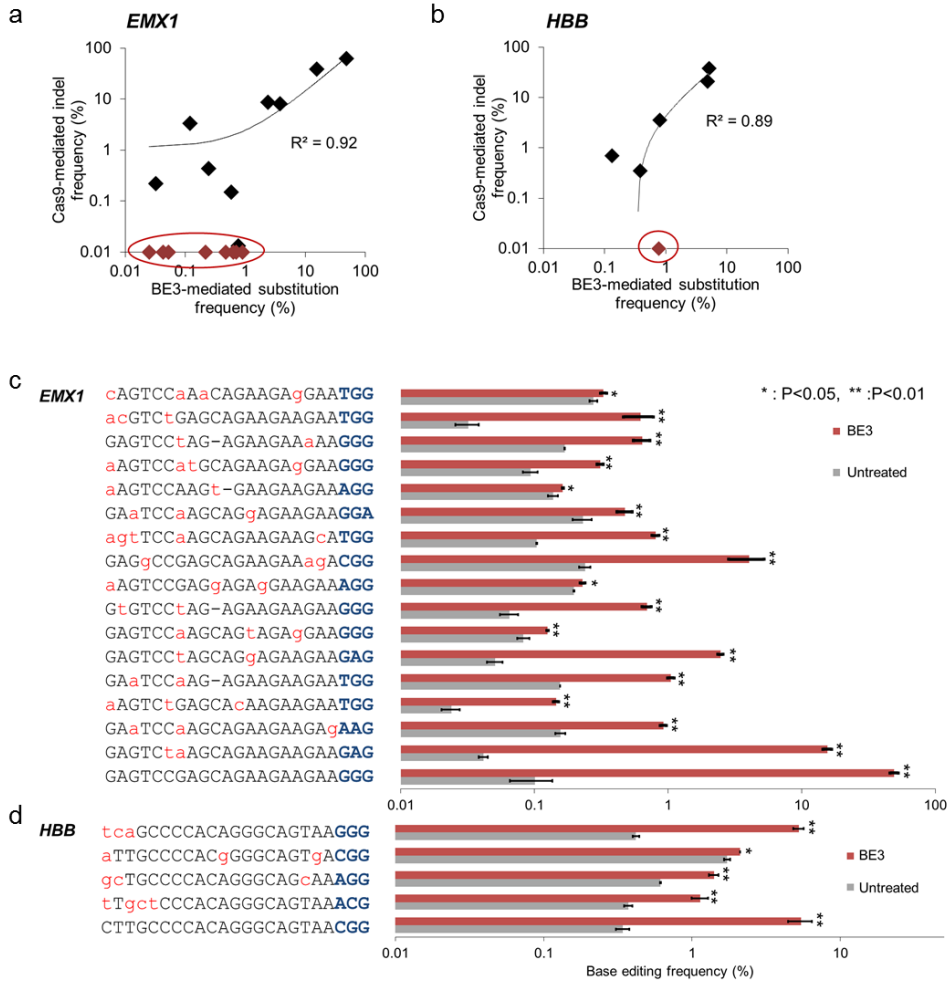 a
EMX1
Cas9-mediated indel
frequency (%)
100
10
1
0.1
0.01
R² = 0.92
0.01
0.1
1
10
100
BE3-mediated substitution
frequency (%)
b
HBB
Cas9-mediated indel
frequency (%)
100
10
1
0.1
0.01
R² = 0.89
0.01
0.1
1
10
100
BE3-mediated substitution
frequency (%)
c
EMX1
* : P<0.05, ** :P<0.01
BE3
Untreated
cAGTCCaAaCAGAAGAgGAATGG *
acGTCtGAGCAGAAGAAGAATGG **
GAGTCCtAG-AGAAGAAaAAGGG **
aAGTCCatGCAGAAGAgGAAGGG **
aAGTCCAAGt-GAAGAAGAAAGG *
GAaTCCaAGCAGgAGAAGAAGGA **
agtTCCaAGCAGAAGAAGcATGG **
GAGgCCGAGCAGAAGAAagACGG **
aAGTCCGAGgAGAgGAAGAAAGG *
GtGTCCtAG-AGAAGAAGAAGGG **
GAGTCCaAGCAGtAGAgGAAGGG **
GAGTCCtAGCAGgAGAAGAAGAG **
GAaTCCaAG-AGAAGAAGAATGG **
aAGTCtGAGCAcAAGAAGAATGG **
GAaTCCaAGCAGAAGAAGAgAAG **
GAGTCtaAGCAGAAGAAGAAGAG **
GAGTCCGAGCAGAAGAAGAAGGG **
0.01
0.1
1
10
100
d
HBB
BE3
Untreated
tcaGCCCCACAGGGCAGTAAGGG **
aTTGCCCCACgGGGCAGTgACGG *
gcTGCCCCACAGGGCAGcAAAGG **
tTgctCCCACAGGGCAGTAAACG **
CTTGCCCCACAGGGCAGTAACGG **
0.01
0.1
1
10
Base editing frequency (%)